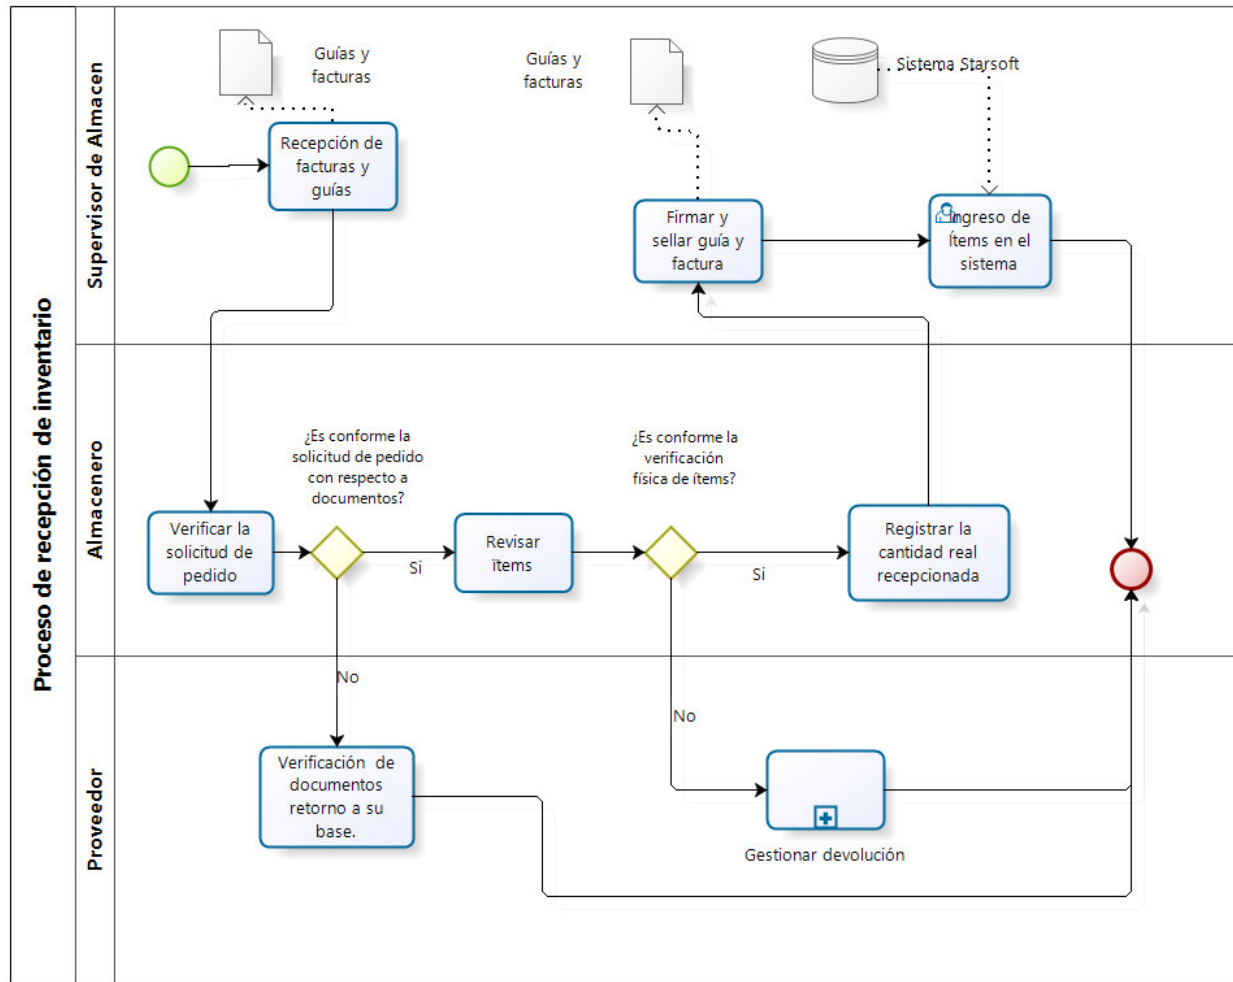 Proceso de recepción de inventario
Supervisor de Almacen
Guías y
facturas
Guías y
facturas
Sistema Starsoft
Recepción de
facturas y
guías
Firmar y
sellar guía y
factura
Ingreso de
Ítems en el
sistema
Almacenero
¿Es conforme la
solicitud de pedido
con respecto a
documentos?
¿Es conforme la
verificación
física de ítems?
Verificar la
solicitud de
pedido
Si
Revisar
ítems
Si
Registrar la
cantidad real
recepcionada
Proveedor
No
No
Verificación de
documentos
retorno a su
base.
Gestionar devolución